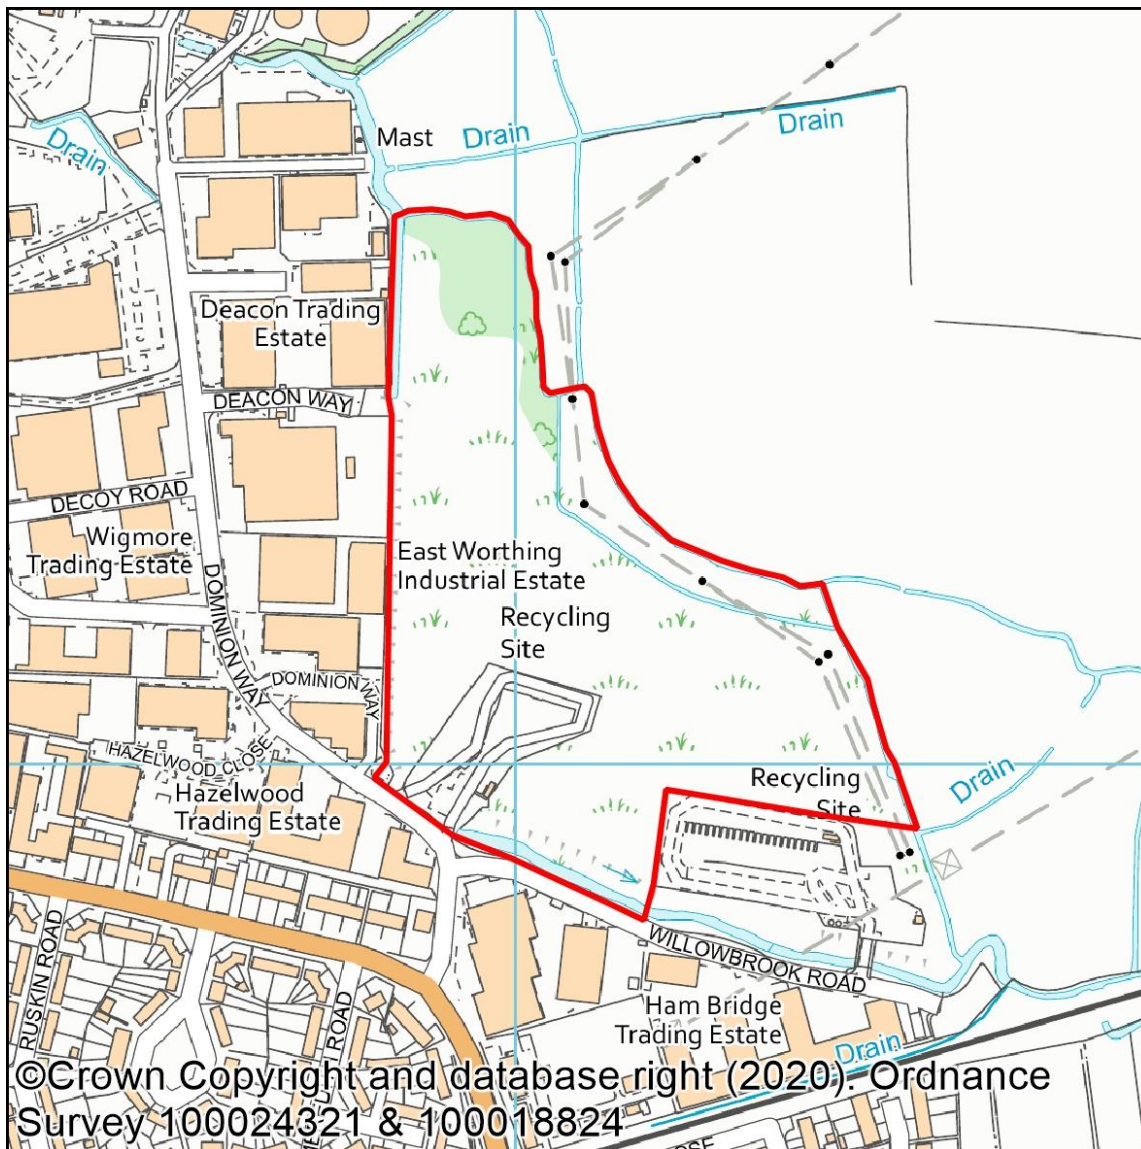 Mast
Drain
Drain
Drain
Deacon Trading
Estate
DEACON WAY
DECOY ROAD
Wigmore
Trading Estate
East Worthing
Industrial Estate
DOMINION WAY
Recycling
Site
DOMINION WAY
DOMINION WAY
HAZELWOOD CLOSE
Hazelwood
Trading Estate
Recycling
Site
Drain
WILLOWBROOK ROAD
RUSKIN ROAD
ROAD
Ham Bridge
Trading Estate
Drain
©Crown Copyright and database right (2020). Ordnance
Survey 100024321 & 100018824